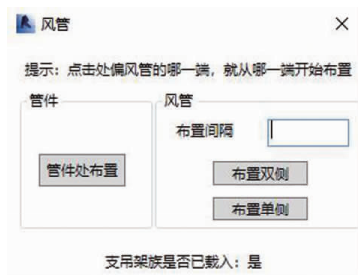 风管
提示：点击处偏风管的哪一端，就从哪一端开始布置
管件
风管
布置间隔
管件处布置
布置双侧
布置单侧
支吊架族是否已载入：是